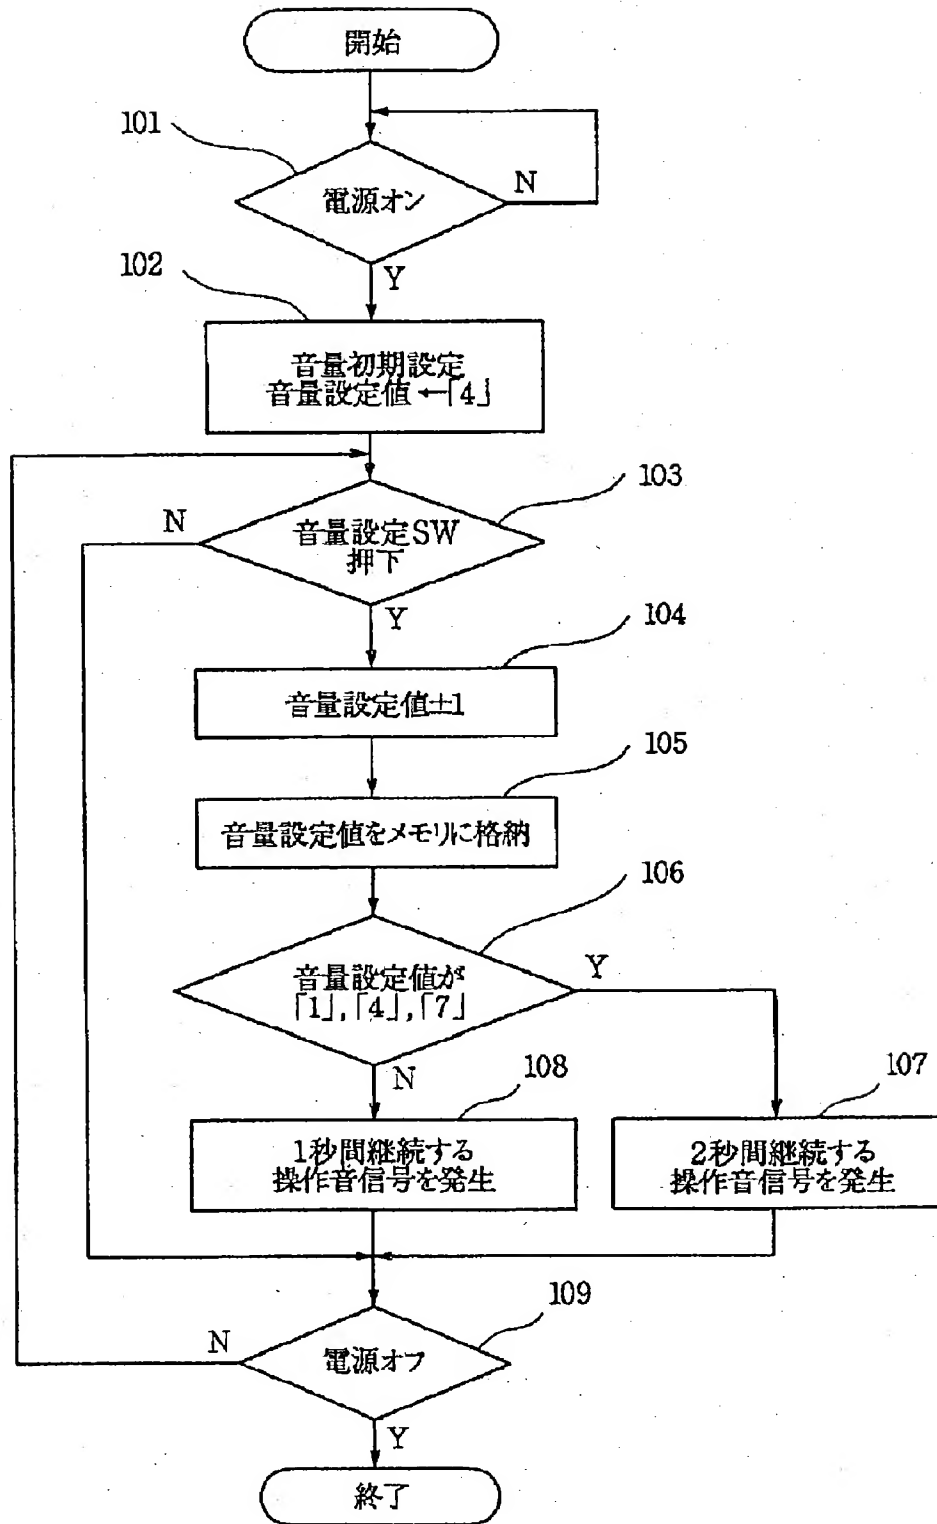 開始
101
電源オン
N
Y
102
音量初期設定
音量設定値←「4」
103
N
音量設定SW
押下
Y
104
音量設定値±1
105
音量設定値をメモリに格納
106
音量設定値が
「1」,「4」,「7」
Y
N
108
1秒間継続する
操作音信号を発生
107
2秒間継続する
操作音信号を発生
109
N
電源オフ
Y
終了